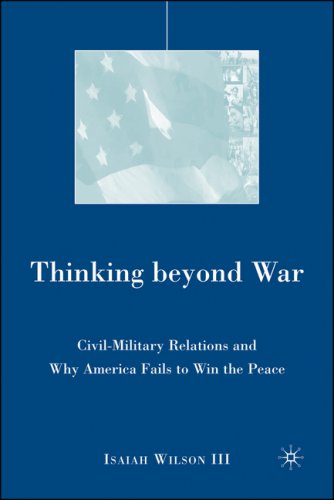 Thinking beyond War
Civil-Military Relations and
Why America Fails to Win the Peace
Isaiah Wilson III